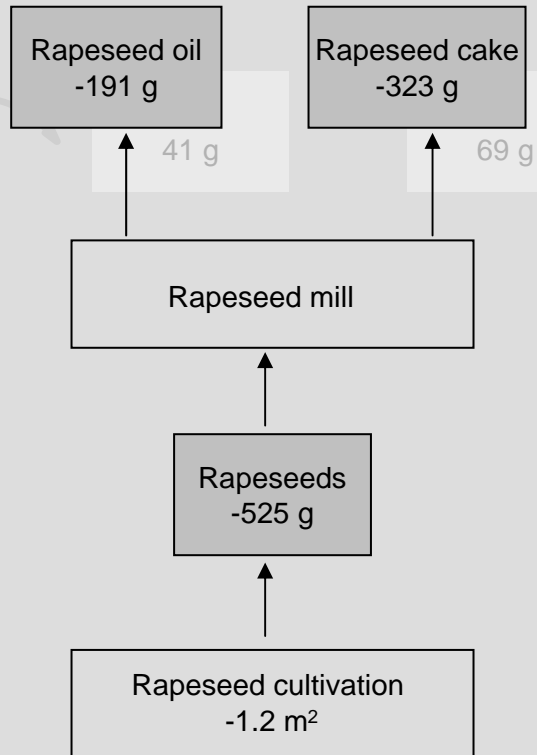 Rapeseed oil
-191 g
Rapeseed cake
-323 g
41 g
69 g
Rapeseed mill
Rapeseeds
-525 g
Rapeseed cultivation
-1.2 m²